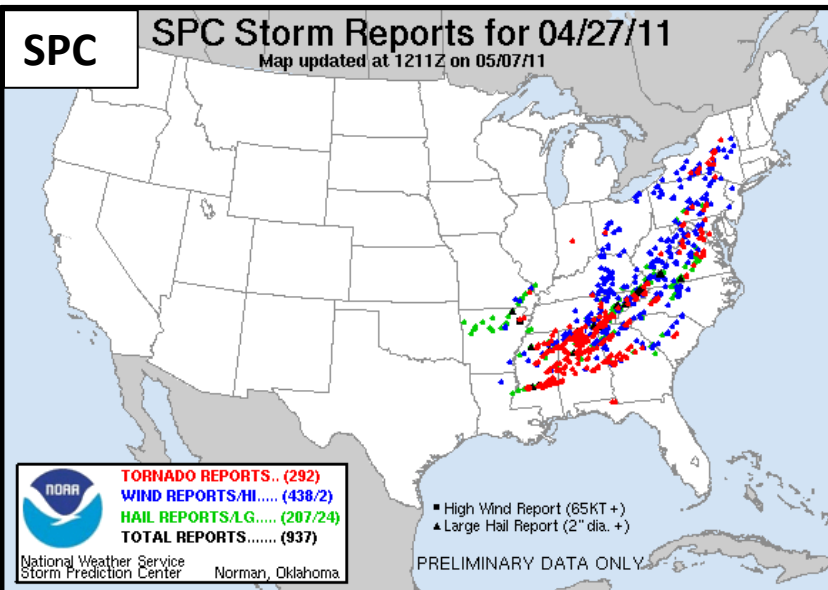 SPC
SPC Storm Reports for 04/27/11
Map updated at 1211Z on 05/07/11
NOAA
TORNADO REPORTS.. (292)
WIND REPORTS/HI..... (438/2)
HAIL REPORTS/LG..... (207/24)
TOTAL REPORTS....... (937)
National Weather Service
Storm Prediction Center Norman, Oklahoma
■ High Wind Report (65KT +)
▲ Large Hail Report (2" dia. +)
PRELIMINARY DATA ONLY